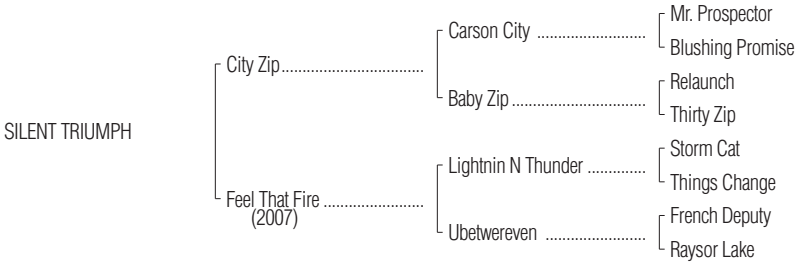 Mr. Prospector
Carson City ..............................
Blushing Promise
City Zip........................................
Relaunch
Baby Zip.....................................
Thirty Zip
SILENT TRIUMPH
Storm Cat
Lightnin N Thunder ................
Things Change
Feel That Fire ............................
(2007)
French Deputy
Ubetwereven ............................
Raysor Lake